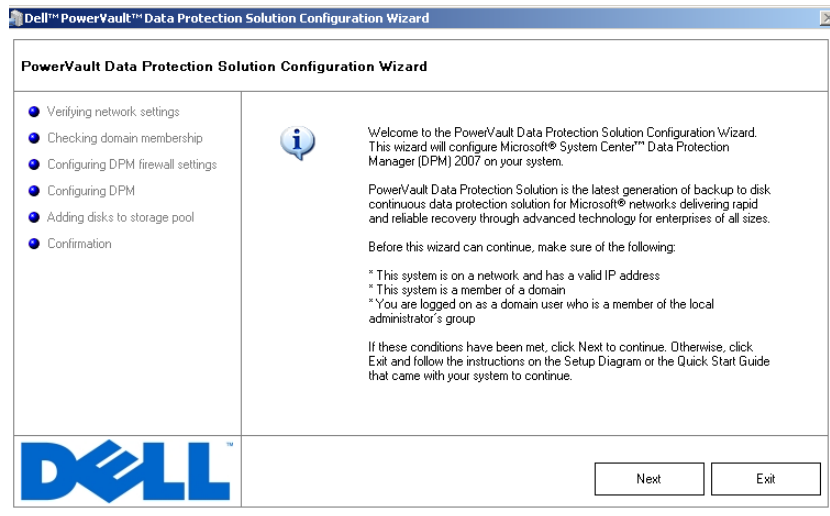 Dell™ PowerVault™ Data Protection Solution Configuration Wizard
PowerVault Data Protection Solution Configuration Wizard
Verifying network settings
Checking domain membership
Configuring DPM firewall settings
Configuring DPM
Adding disks to storage pool
Confirmation
Welcome to the PowerVault Data Protection Solution Configuration Wizard.
This wizard will configure Microsoft® System Center™ Data Protection
Manager (DPM) 2007 on your system.
PowerVault Data Protection Solution is the latest generation of backup to disk
continuous data protection solution for Microsoft® networks delivering rapid
and reliable recovery through advanced technology for enterprises of all sizes.
Before this wizard can continue, make sure of the following:
* This system is on a network and has a valid IP address
* This system is a member of a domain
* You are logged on as a domain user who is a member of the local
administrator´s group
If these conditions have been met, click Next to continue. Otherwise, click
Exit and follow the instructions on the Setup Diagram or the Quick Start Guide
that came with your system to continue.
DELL™
Next
Exit